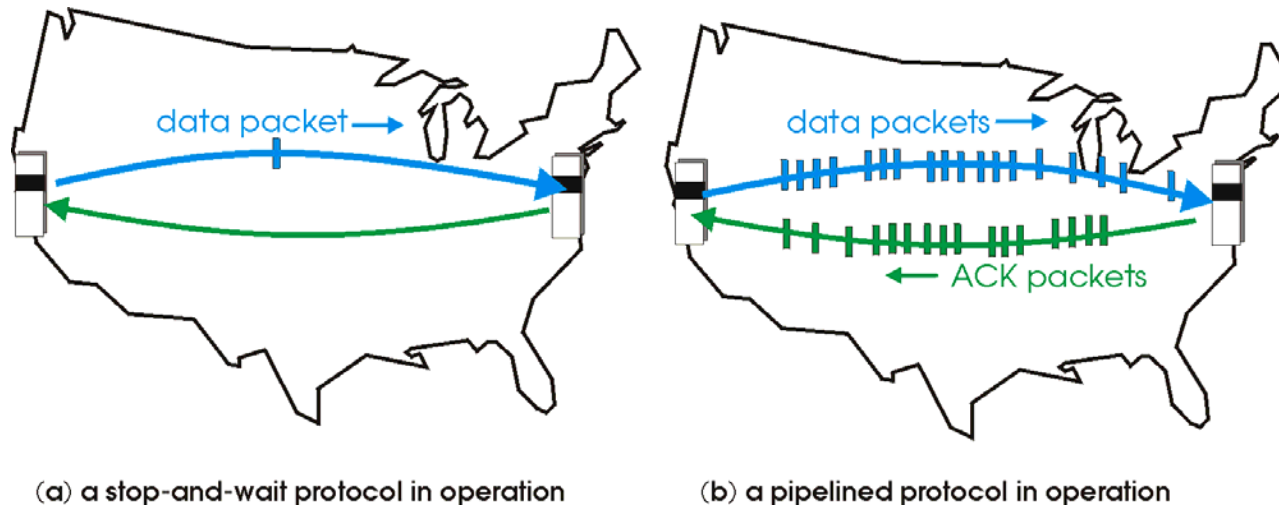 data packet
data packets
ACK packets
(a) a stop-and-wait protocol in operation
(b) a pipelined protocol in operation